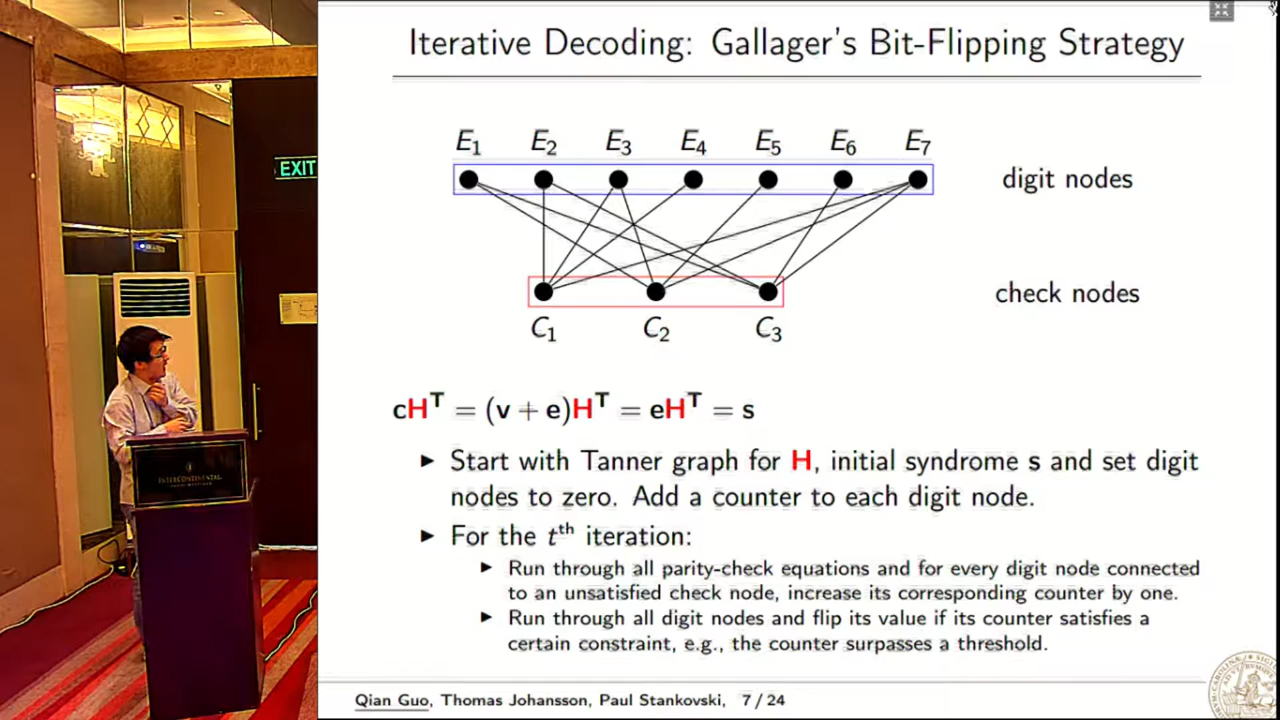 Iterative Decoding: Gallager's Bit-Flipping Strategy
E1 E2 E3 E4 E5 E6 E7
digit nodes
check nodes
C1 C2 C3
cH^T = (v + e)H^T = eH^T = s
▶ Start with Tanner graph for H, initial syndrome s and set digit
nodes to zero. Add a counter to each digit node.
▶ For the t^th iteration:
▶ Run through all parity-check equations and for every digit node connected
to an unsatisfied check node, increase its corresponding counter by one.
▶ Run through all digit nodes and flip its value if its counter satisfies a
certain constraint, e.g., the counter surpasses a threshold.
Qian Guo, Thomas Johansson, Paul Stankovski, 7 / 24
EXIT
INTERCONTINENTAL